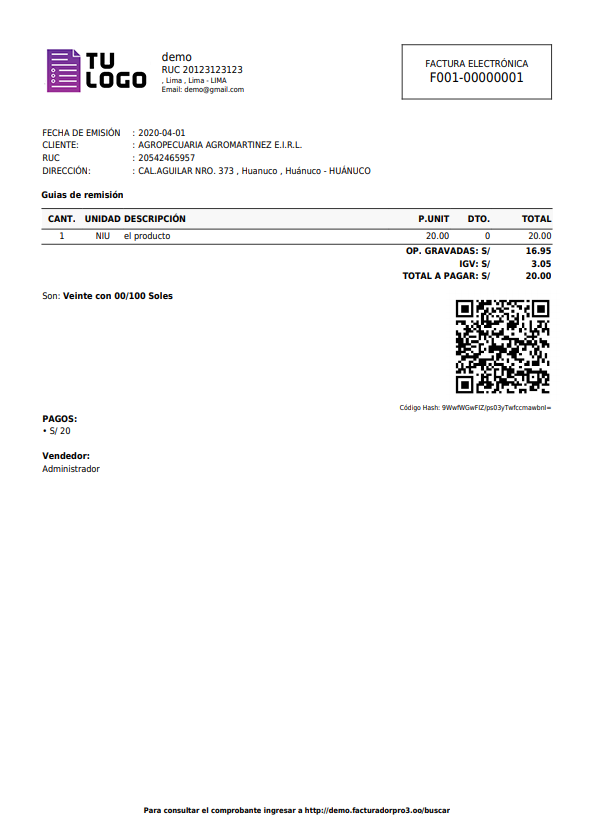 TU
LOGO
demo
RUC 20123123123
, Lima , Lima - LIMA
Email: demo@gmail.com
FACTURA ELECTRÓNICA
F001-00000001
FECHA DE EMISIÓN : 2020-04-01
CLIENTE: : AGROPECUARIA AGROMARTINEZ E.I.R.L.
RUC : 20542465957
DIRECCIÓN: : CAL.AGUILAR NRO. 373 , Huanuco , Huánuco - HUÁNUCO
Guias de remisión
CANT. UNIDAD DESCRIPCIÓN P.UNIT DTO. TOTAL
1 NIU el producto 20.00 0 20.00
OP. GRAVADAS: S/ 16.95
IGV: S/ 3.05
TOTAL A PAGAR: S/ 20.00
Son: Veinte con 00/100 Soles
Código Hash:
PAGOS:
• S/ 20
Vendedor:
Administrador
Para consultar el comprobante ingresar a http://demo.facturadorpro3.oo/buscar